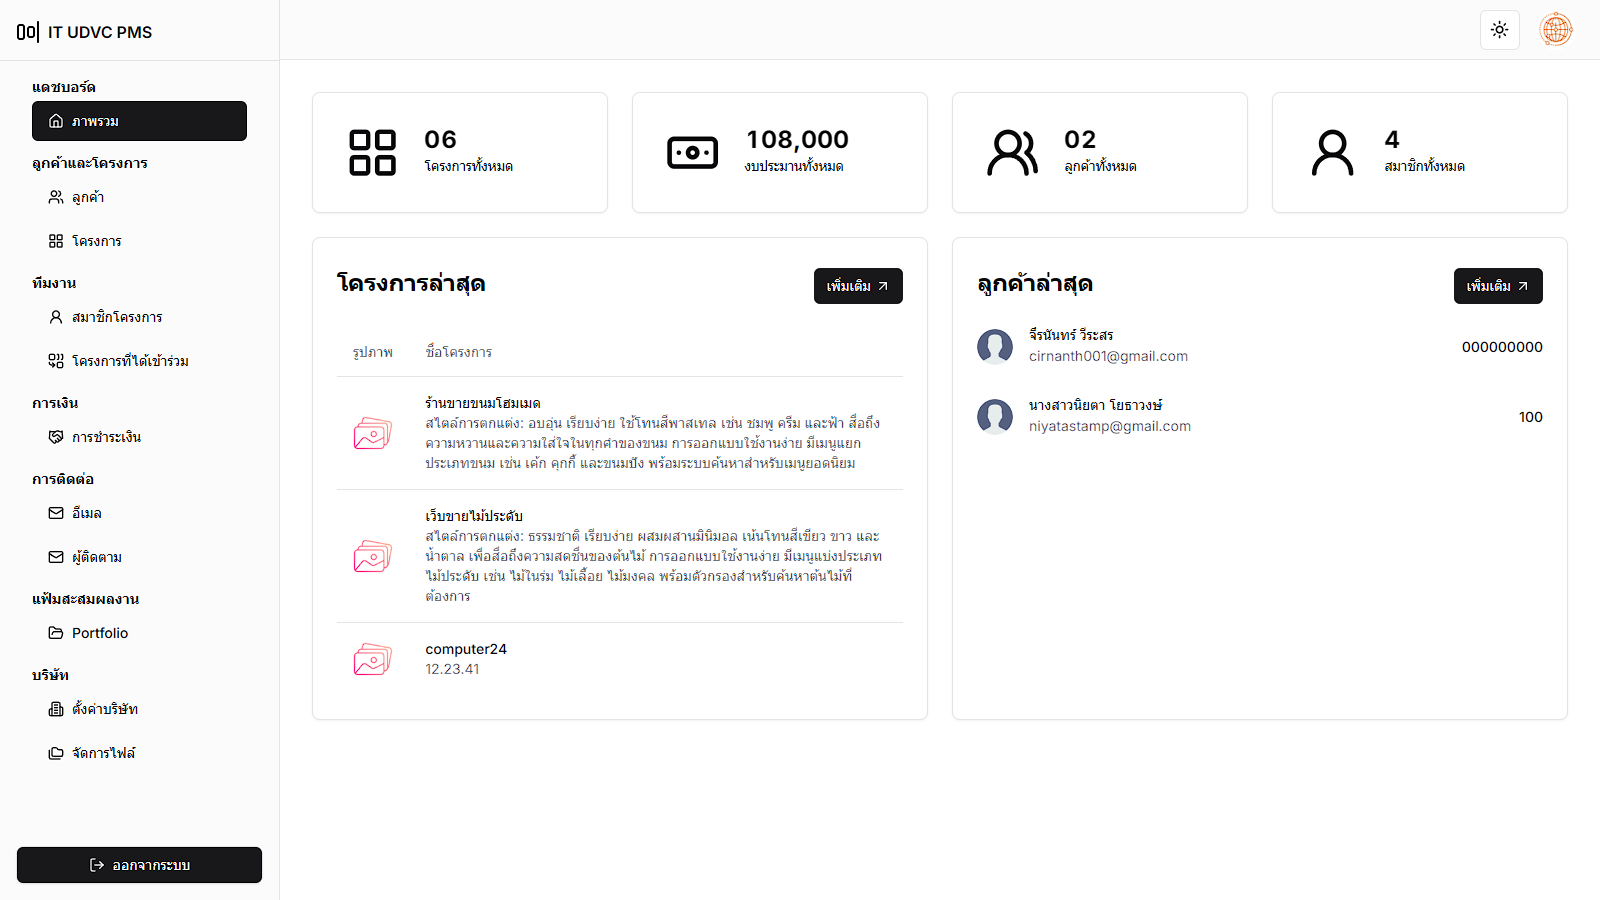 IT UDVC PMS
แดชบอร์ด
ภาพรวม
ลูกค้าและโครงการ
ลูกค้า
โครงการ
ทีมงาน
สมาชิกโครงการ
โครงการที่ได้เข้าร่วม
การเงิน
การชำระเงิน
การติดต่อ
อีเมล
ผู้ติดตาม
แฟ้มสะสมผลงาน
Portfolio
บริษัท
ตั้งค่าบริษัท
จัดการไฟล์
ออกจากระบบ
06
โครงการทั้งหมด
108,000
งบประมานทั้งหมด
02
ลูกค้าทั้งหมด
4
สมาชิกทั้งหมด
โครงการล่าสุด
เพิ่มเติม
รูปภาพ ชื่อโครงการ
ร้านขายขนมโฮมเมด
สไตล์การตกแต่ง: อบอุ่น เรียบง่าย ใช้โทนสีพาสเทล เช่น ชมพู ครีม และฟ้า สื่อถึง
ความหวานและความใส่ใจในทุกคำของขนม การออกแบบใช้งานง่าย มีเมนูแยก
ประเภทขนม เช่น เค้ก คุกกี้ และขนมปัง พร้อมระบบค้นหาสำหรับเมนูยอดนิยม
เว็บขายไม้ประดับ
สไตล์การตกแต่ง: ธรรมชาติ เรียบง่าย ผสมผสานมินิมอล เน้นโทนสีเขียว ขาว และ
น้ำตาล เพื่อสื่อถึงความสดชื่นของต้นไม้ การออกแบบใช้งานง่าย มีเมนูแบ่งประเภท
ไม้ประดับ เช่น ไม้ในร่ม ไม้เลื้อย ไม้มงคล พร้อมตัวกรองสำหรับค้นหาต้นไม้ที่
ต้องการ
computer24
12.23.41
ลูกค้าล่าสุด
เพิ่มเติม
จีรนันทร์ วีระสร
cirnanth001@gmail.com
000000000
นางสาวนิยตา โยธาวงษ์
niyatastamp@gmail.com
100